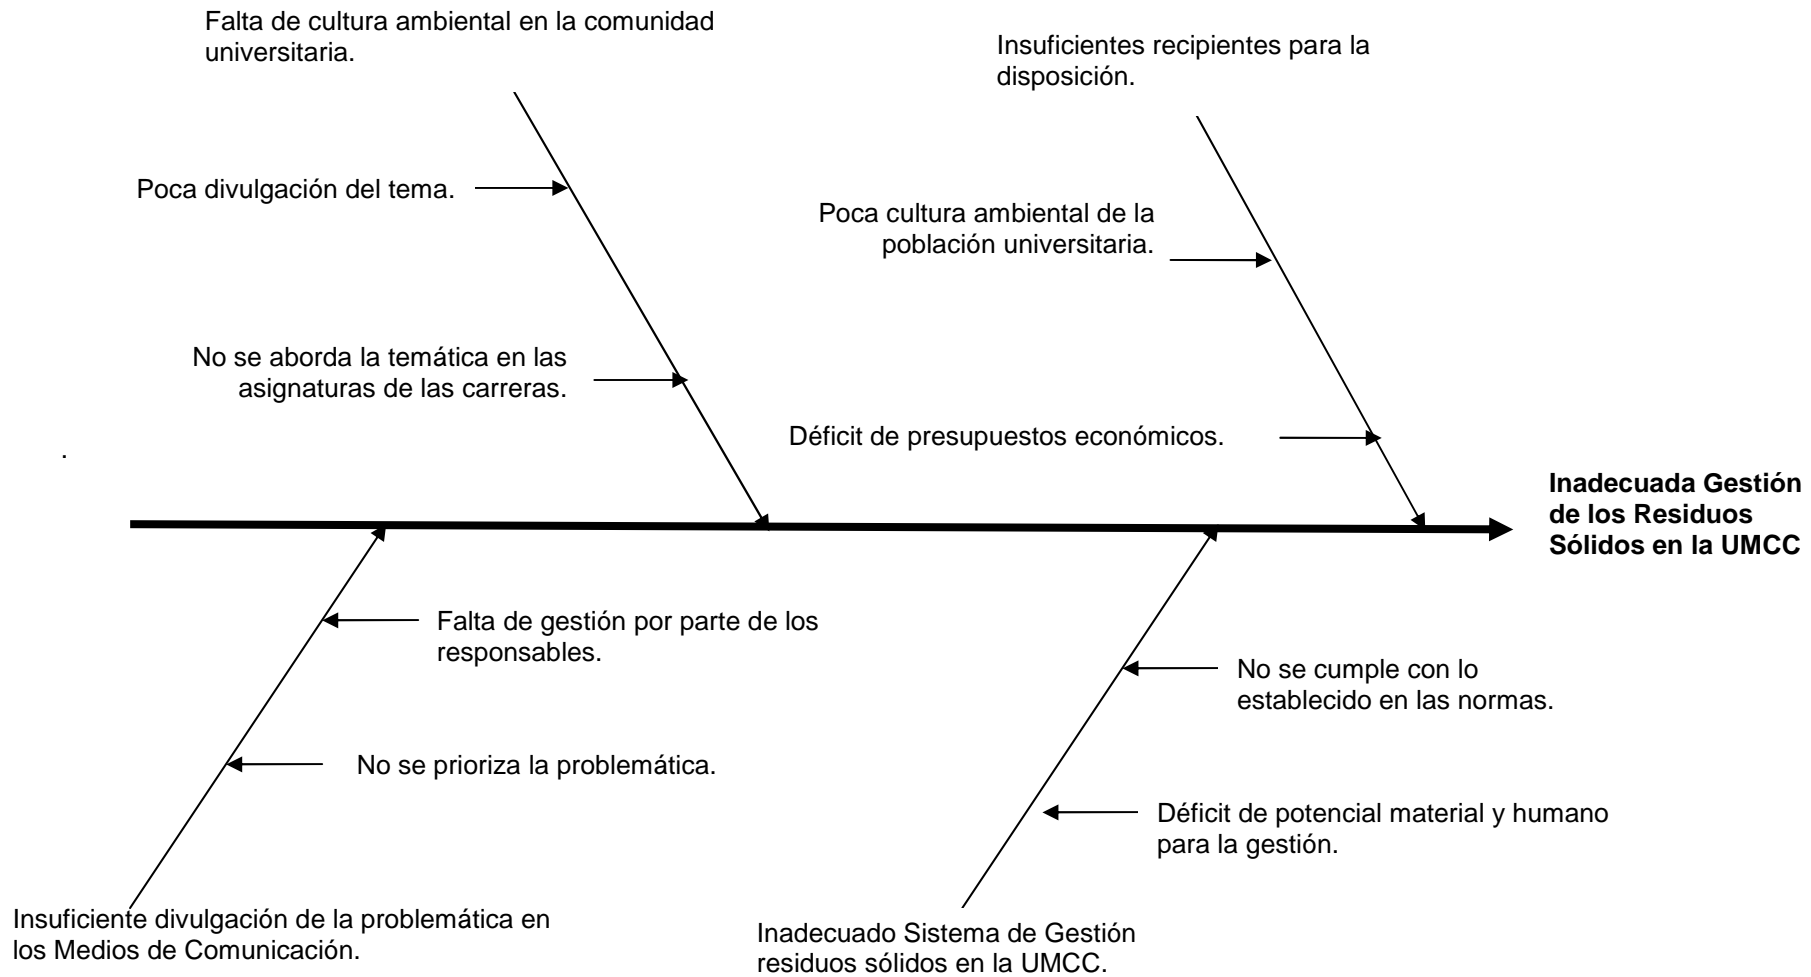 Falta de cultura ambiental en la comunidad
universitaria.
Insuficientes recipientes para la
disposición.
Poca divulgación del tema.
Poca cultura ambiental de la
población universitaria.
No se aborda la temática en las
asignaturas de las carreras.
Déficit de presupuestos económicos.
.
Inadecuada Gestión
de los Residuos
Sólidos en la UMCC
Falta de gestión por parte de los
responsables.
No se cumple con lo
establecido en las normas.
No se prioriza la problemática.
Déficit de potencial material y humano
para la gestión.
Insuficiente divulgación de la problemática en
los Medios de Comunicación.
Inadecuado Sistema de Gestión
residuos sólidos en la UMCC.